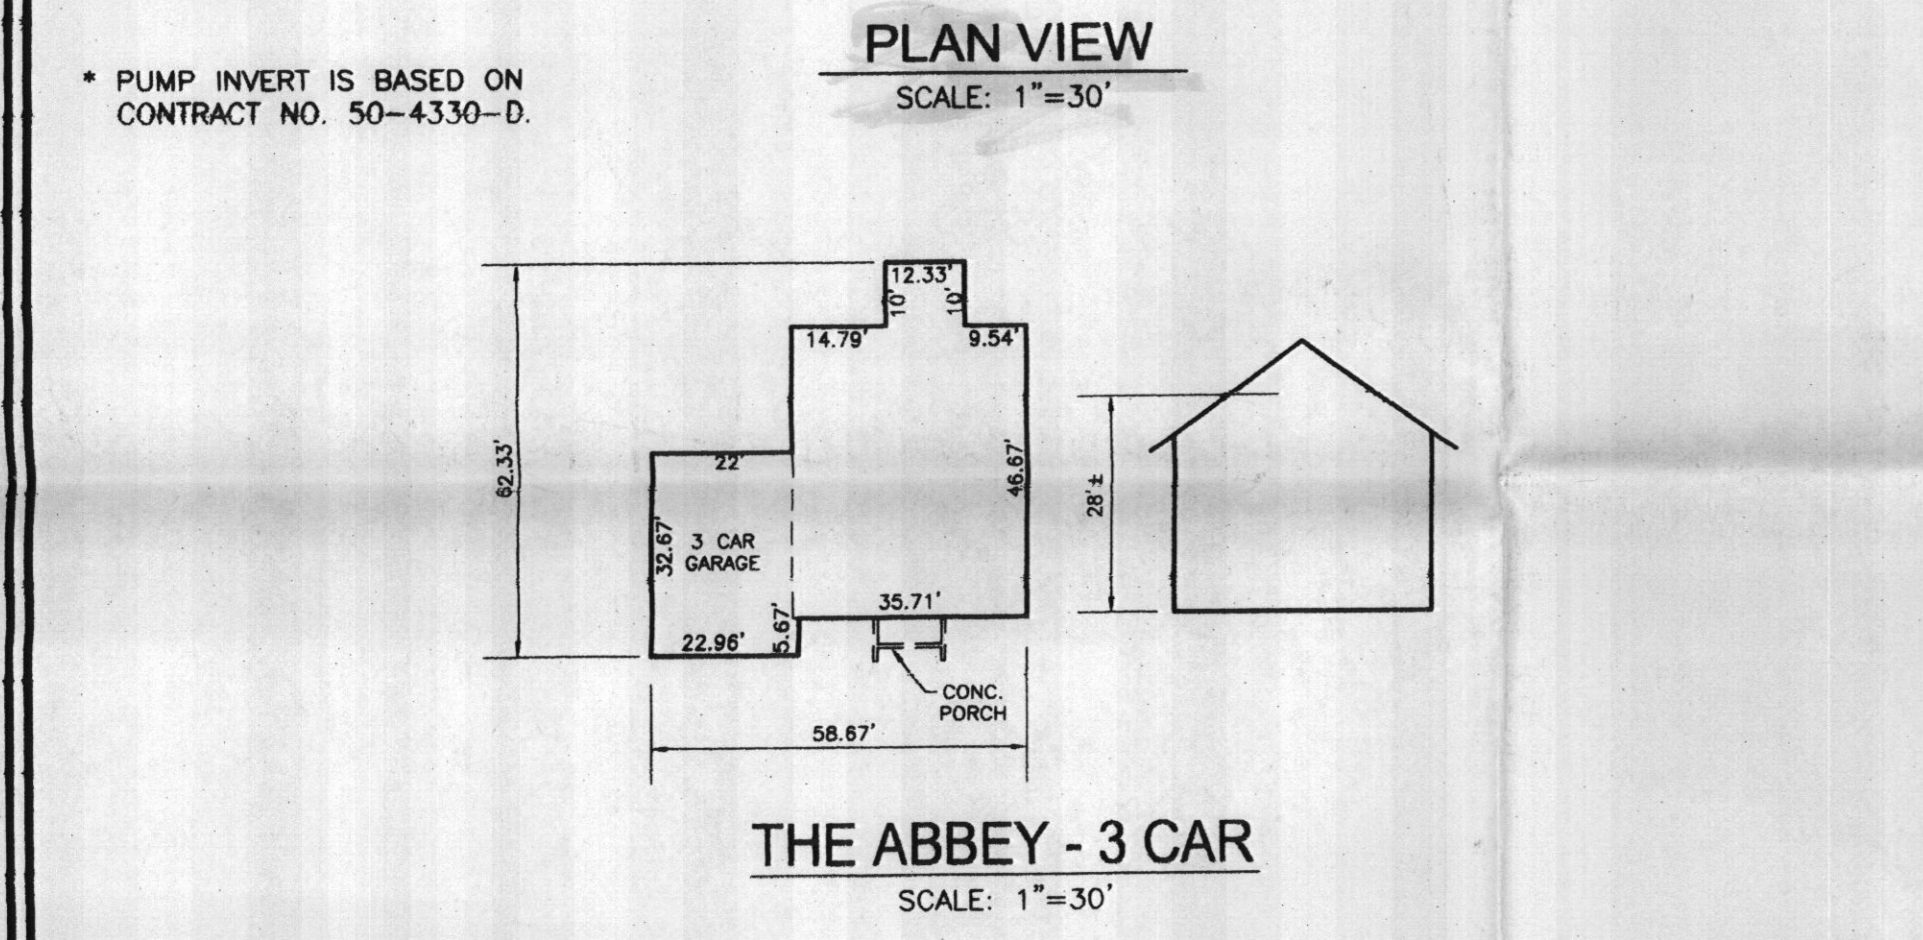 PLAN VIEW
SCALE: 1"=30'
* PUMP INVERT IS BASED ON
CONTRACT NO. 50-4330-D.
12.33'
10'
10'
14.79'
9.54'
62.33'
22'
46.67'
28'±
32.67'
3 CAR
GARAGE
35.71'
5.67'
22.96'
CONC.
PORCH
58.67'
THE ABBEY - 3 CAR
SCALE: 1"=30'